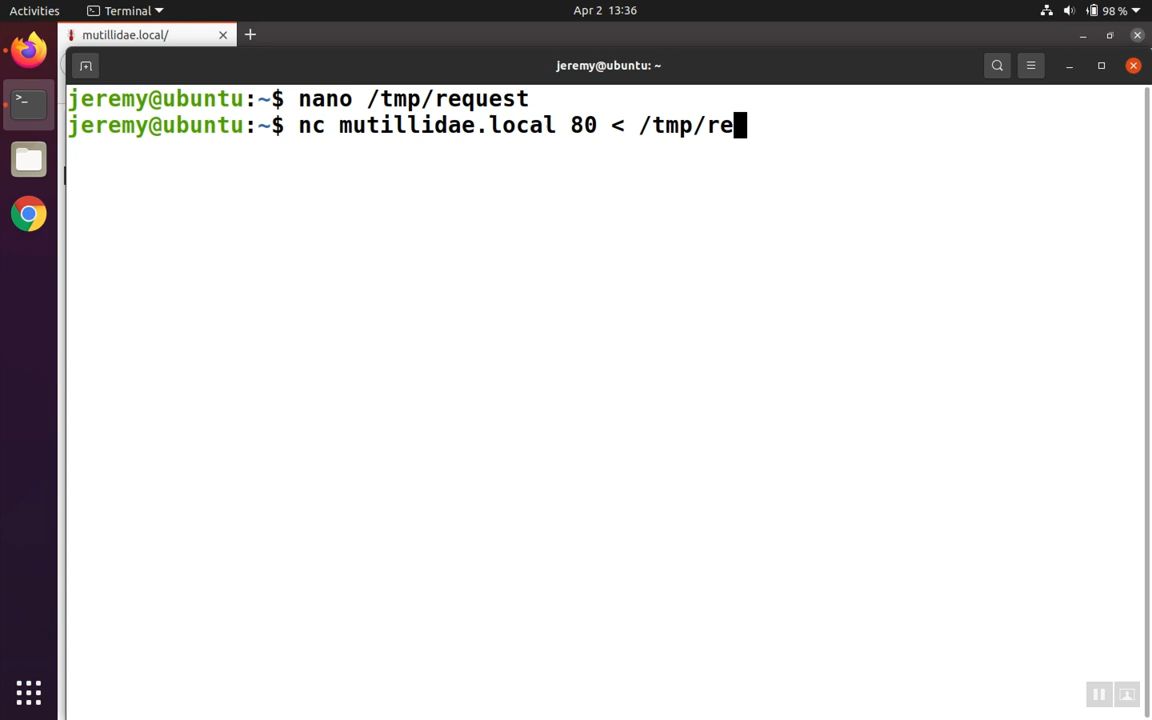 Activities Terminal Apr 2 13:36 98 %
mutillidae.local/
jeremy@ubuntu: ~
jeremy@ubuntu:~$ nano /tmp/request
jeremy@ubuntu:~$ nc mutillidae.local 80 < /tmp/re